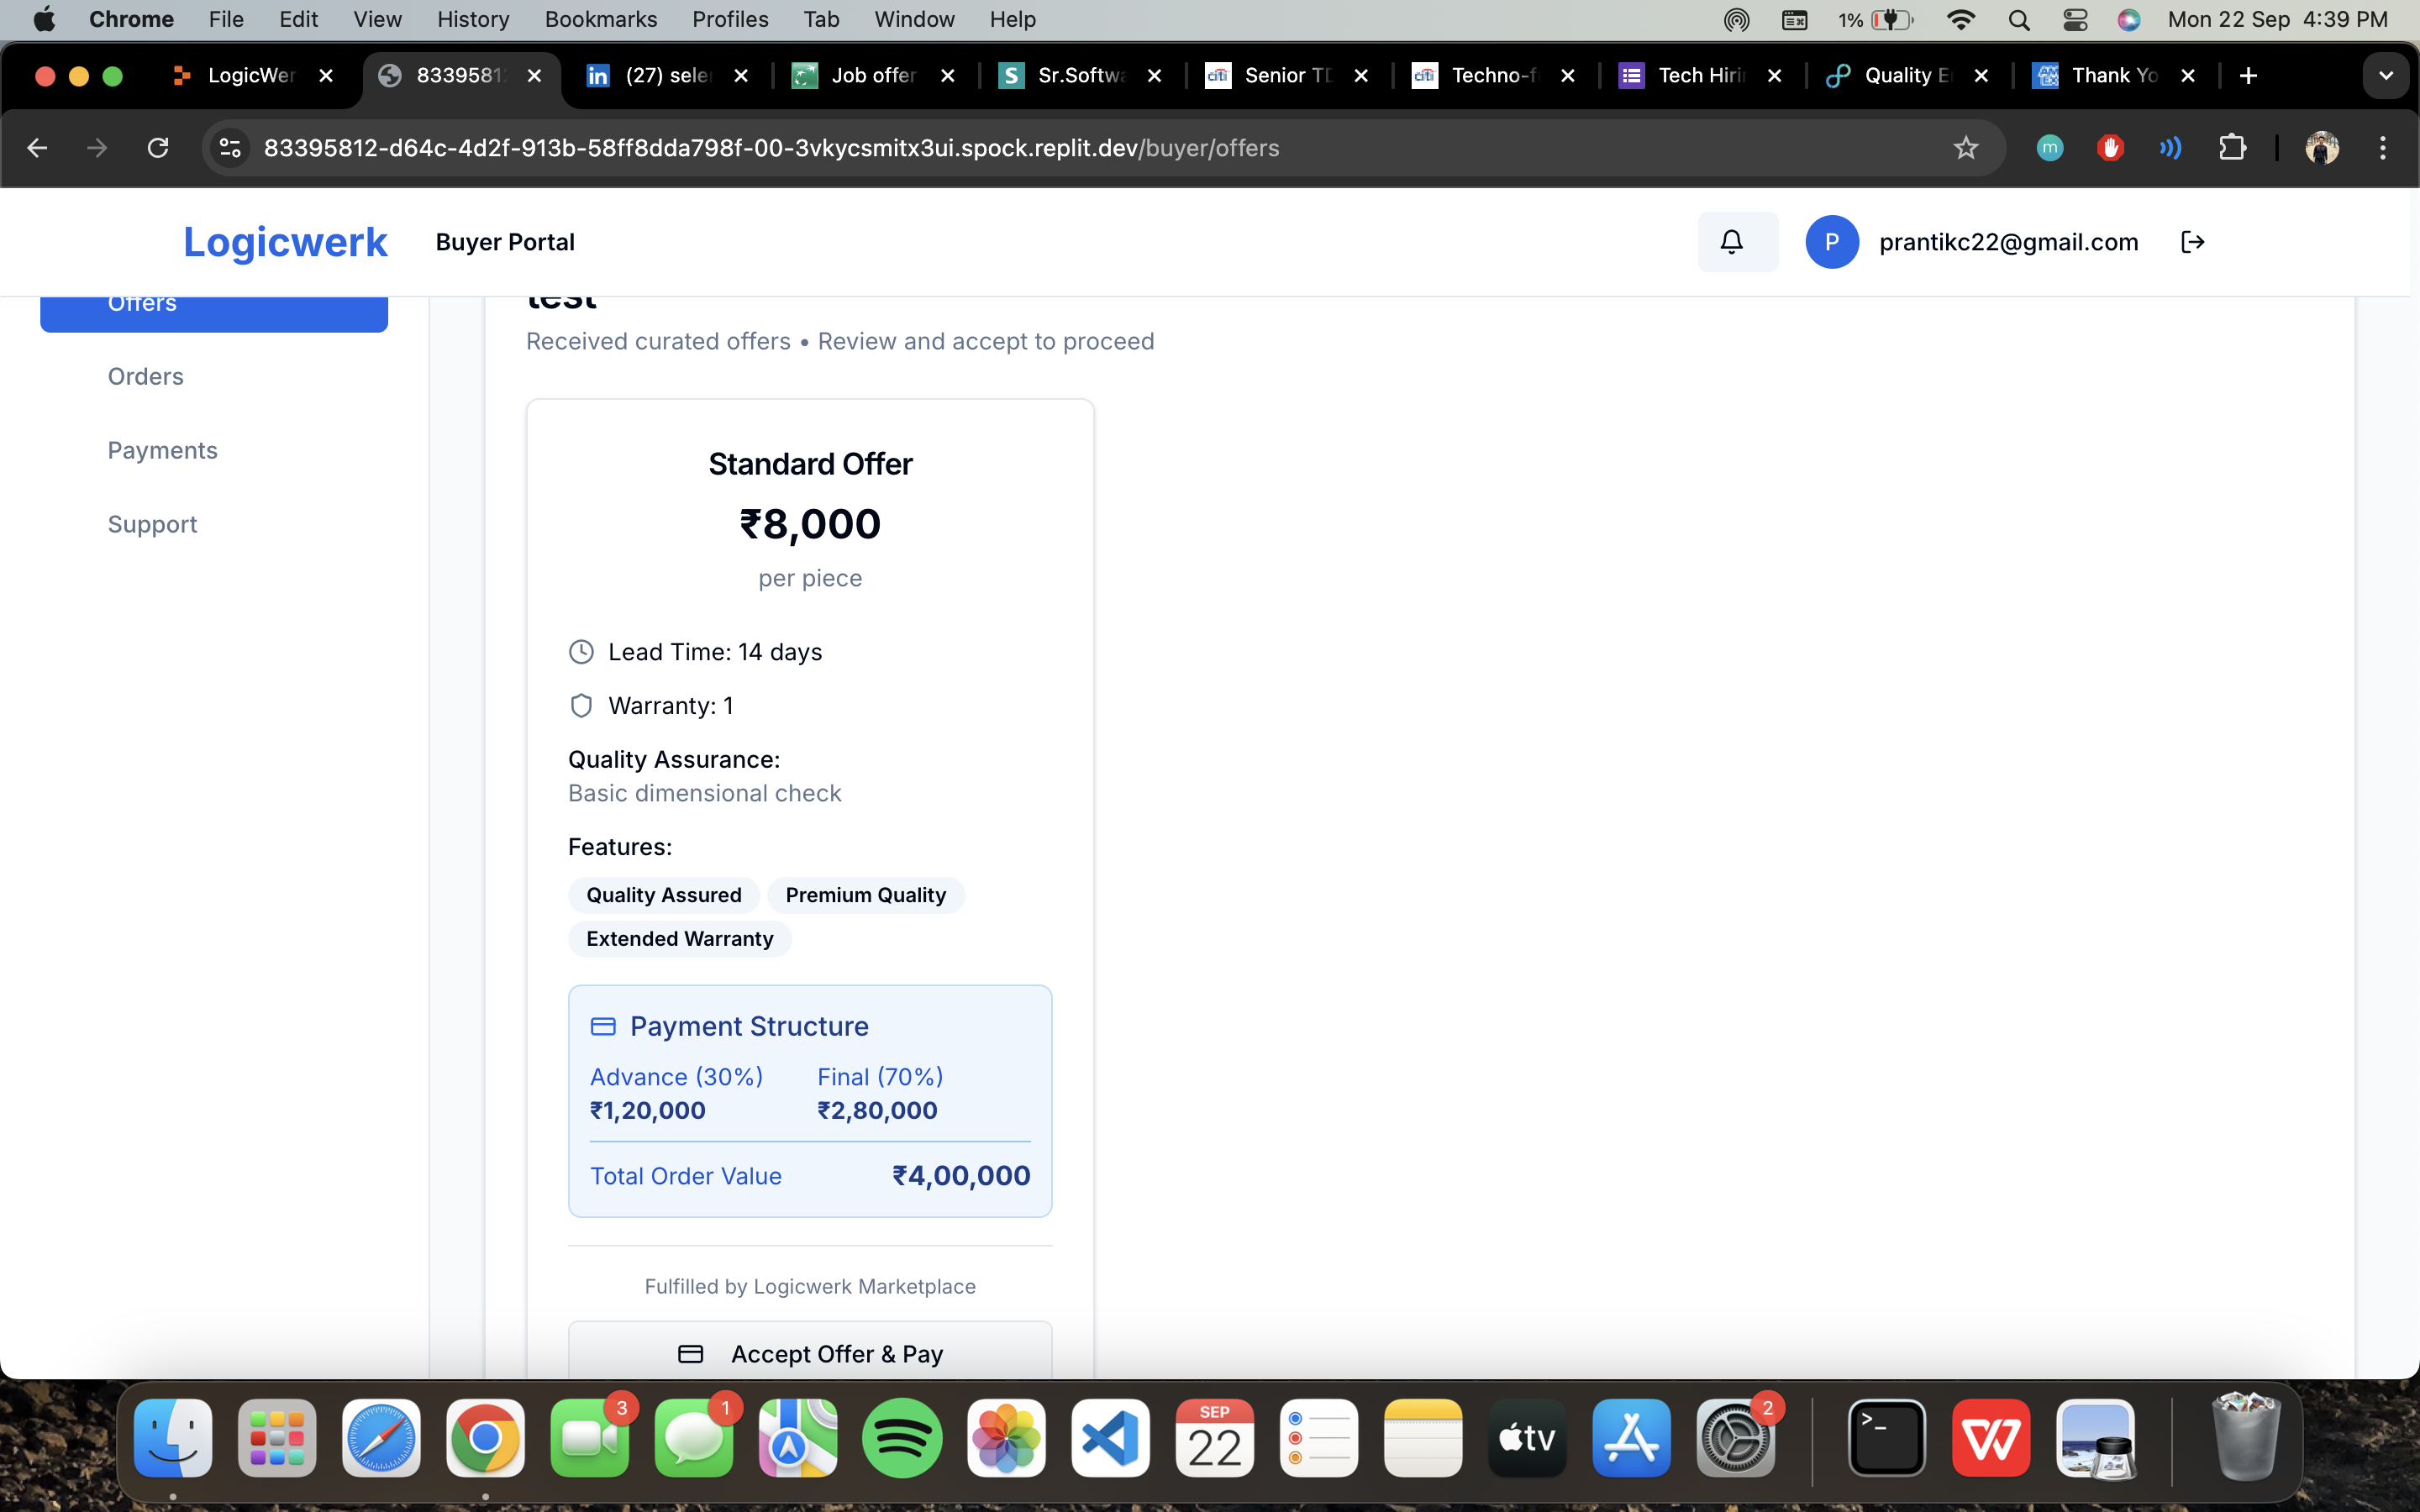 Chrome File Edit View History Bookmarks Profiles Tab Window Help 1% Mon 22 Sep 4:39 PM
LogicWer 8339581 (27) sele Job offer Sr.Softwa Senior TD Techno-f Tech Hirin Quality E Thank Yo
83395812-d64c-4d2f-913b-58ff8dda798f-00-3vkycsmitx3ui.spock.replit.dev/buyer/offers
m
Logicwerk Buyer Portal P prantikc22@gmail.com
Offers
Orders
Payments
Support
test
Received curated offers • Review and accept to proceed
Standard Offer
₹8,000
per piece
Lead Time: 14 days
Warranty: 1
Quality Assurance:
Basic dimensional check
Features:
Quality Assured Premium Quality
Extended Warranty
Payment Structure
Advance (30%) Final (70%)
₹1,20,000 ₹2,80,000
Total Order Value ₹4,00,000
Fulfilled by Logicwerk Marketplace
Accept Offer & Pay
3 1 SEP 22 tv 2